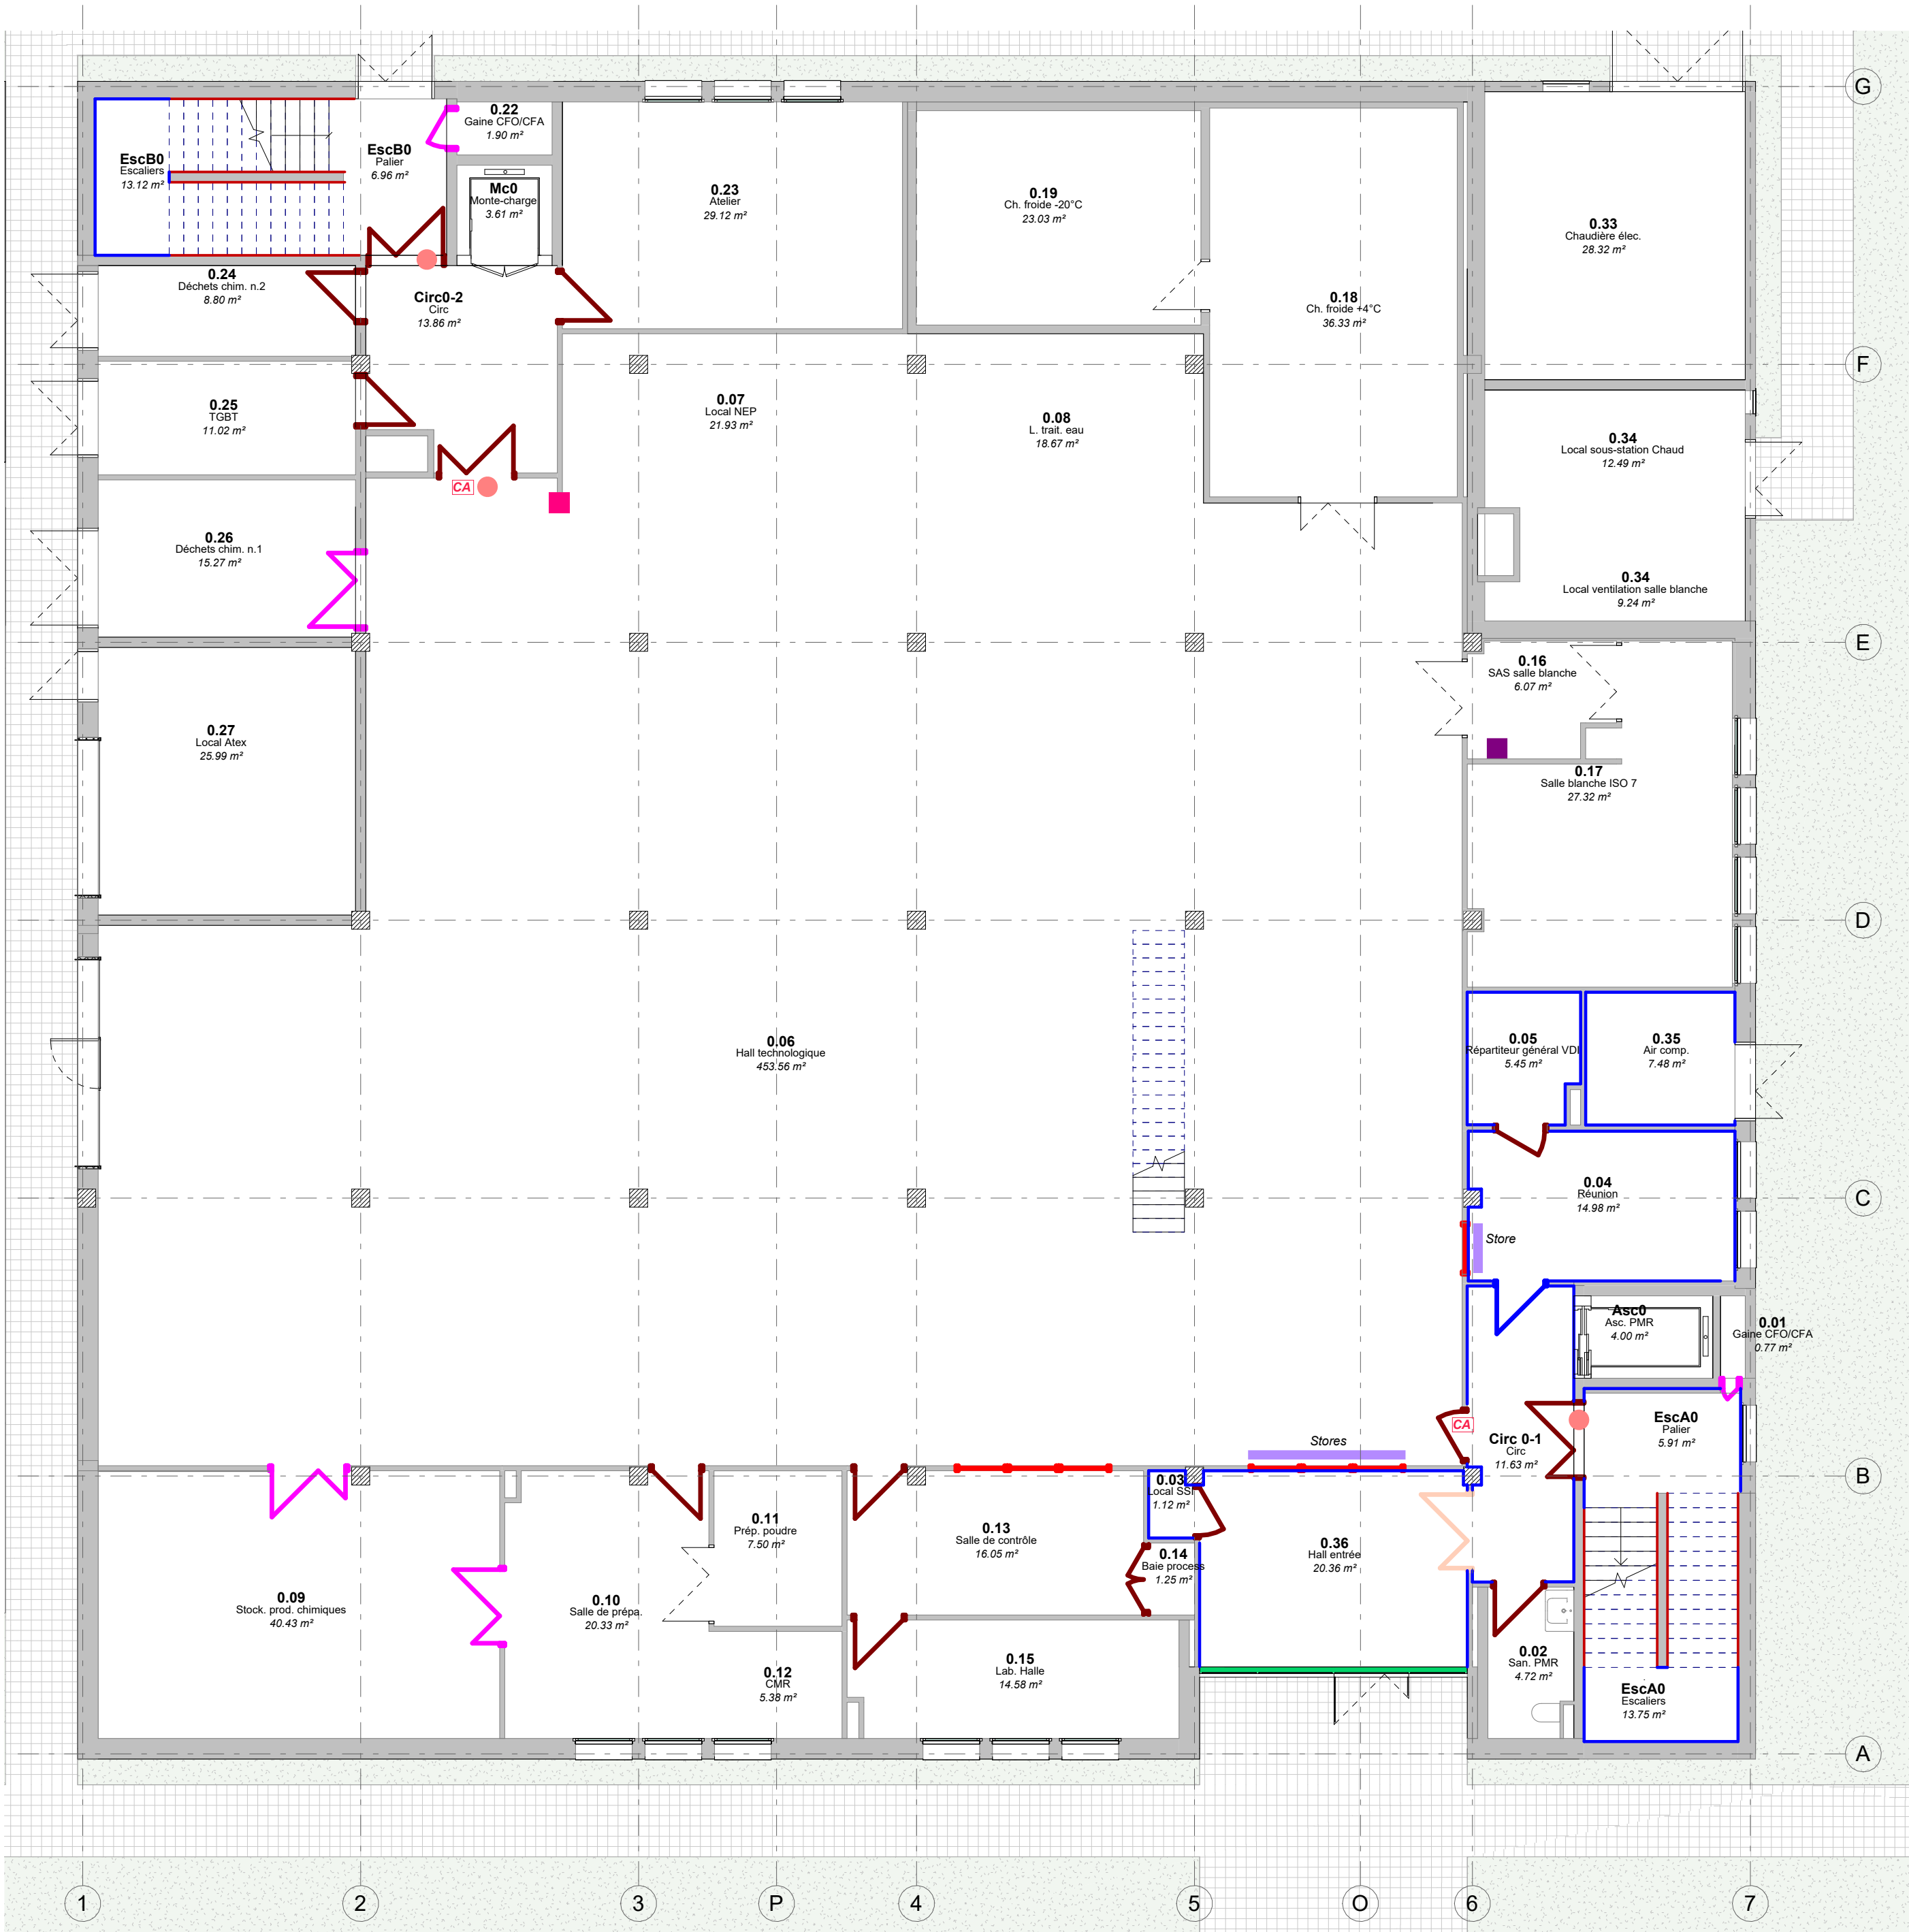 G
0.22
Gaine CFO/CFA
1.90 m²
EscB0
Escaliers
13.12 m²
EscB0
Palier
6.96 m²
Mc0
Monte-charge
3.61 m²
0.23
Atelier
29.12 m²
0.19
Ch. froide -20°C
23.03 m²
0.33
Chaudière élec.
28.32 m²
0.24
Déchets chim. n.2
8.80 m²
Circ0-2
Circ
13.86 m²
0.18
Ch. froide +4°C
36.33 m²
F
0.25
TGBT
11.02 m²
0.07
Local NEP
21.93 m²
0.08
L. trait. eau
18.67 m²
0.34
Local sous-station Chaud
12.49 m²
CA
0.26
Déchets chim. n.1
15.27 m²
0.34
Local ventilation salle blanche
9.24 m²
E
0.16
SAS salle blanche
6.07 m²
0.27
Local Atex
25.99 m²
0.17
Salle blanche ISO 7
27.32 m²
D
0.06
Hall technologique
453.56 m²
0.05
Répartiteur général VDI
5.45 m²
0.35
Air comp.
7.48 m²
0.04
Réunion
14.98 m²
C
Store
Asc0
Asc. PMR
4.00 m²
0.01
Gaine CFO/CFA
0.77 m²
CA
Stores
Circ 0-1
Circ
11.63 m²
EscA0
Palier
5.91 m²
B
0.03
Local SSI
1.12 m²
0.11
Prép. poudre
7.50 m²
0.13
Salle de contrôle
16.05 m²
0.14
Baie process
1.25 m²
0.36
Hall entrée
20.36 m²
0.09
Stock. prod. chimiques
40.43 m²
0.10
Salle de prépa.
20.33 m²
0.12
CMR
5.38 m²
0.15
Lab. Halle
14.58 m²
0.02
San. PMR
4.72 m²
EscA0
Escaliers
13.75 m²
A
1
2
3
P
4
5
O
6
7